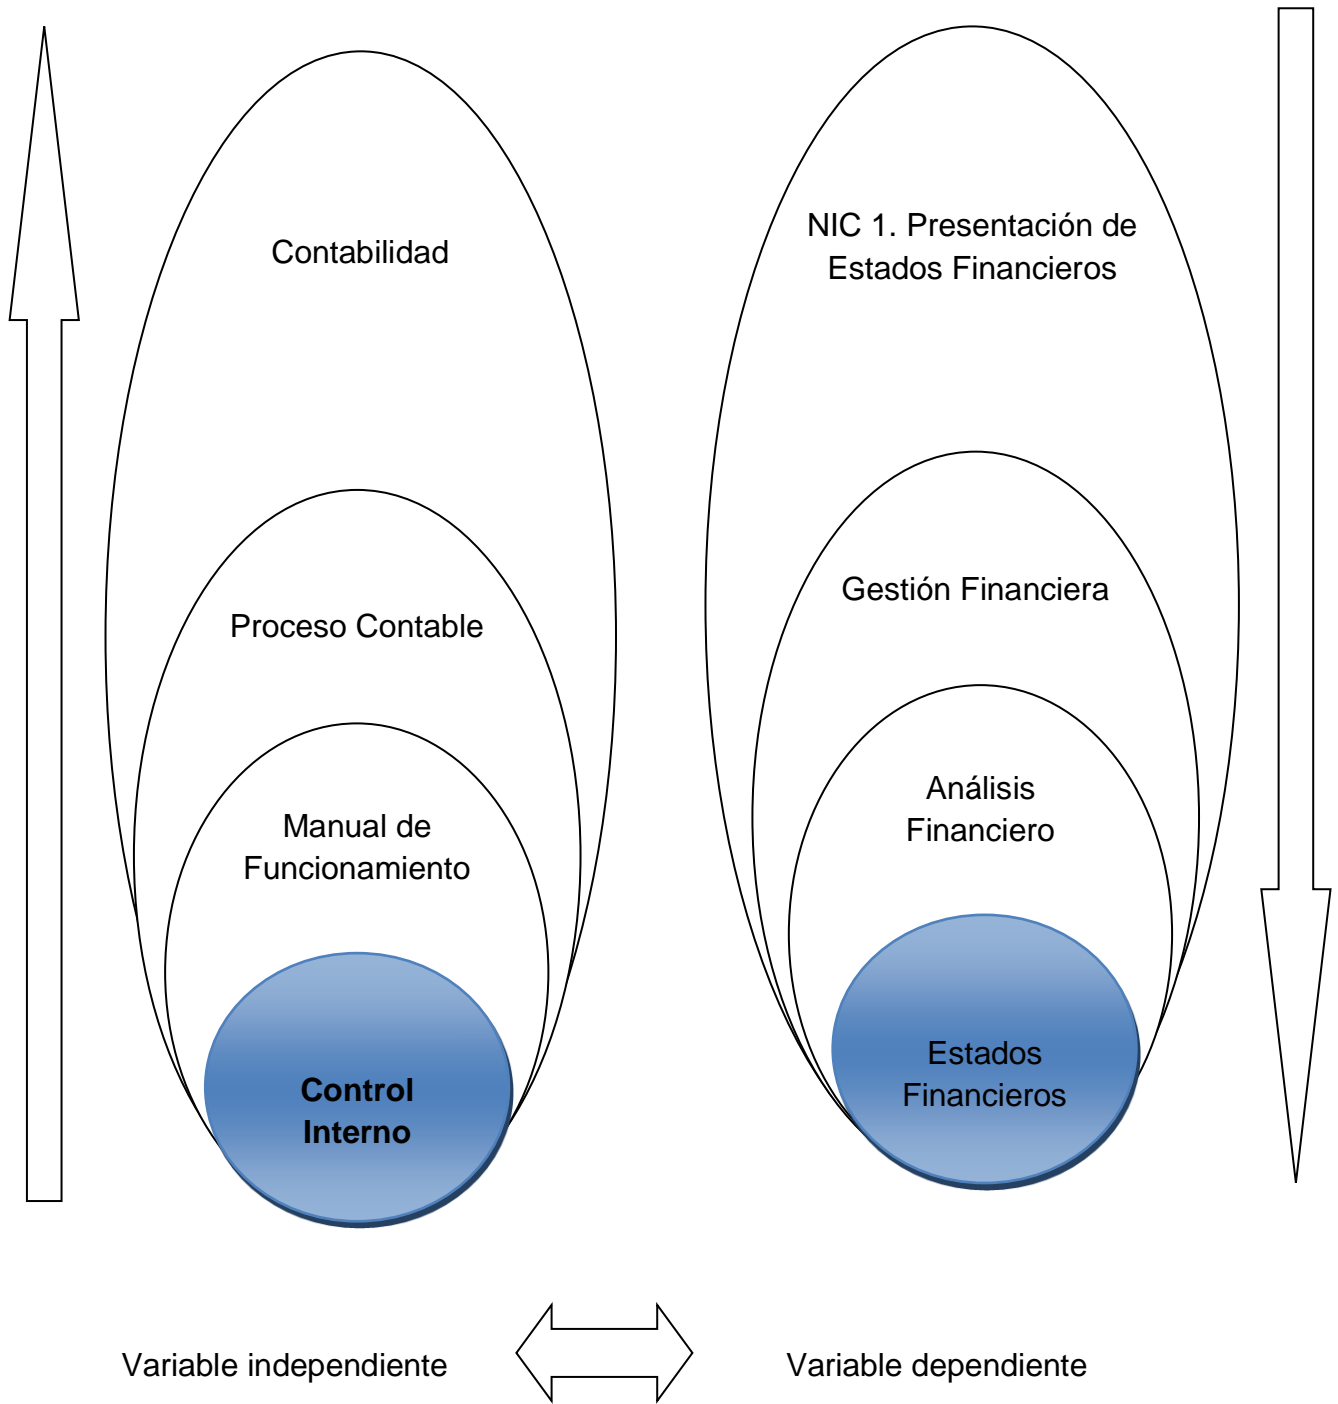 Contabilidad
Proceso Contable
Manual de
Funcionamiento
Control
Interno
NIC 1. Presentación de
Estados Financieros
Gestión Financiera
Análisis
Financiero
Estados
Financieros
Variable independiente
Variable dependiente